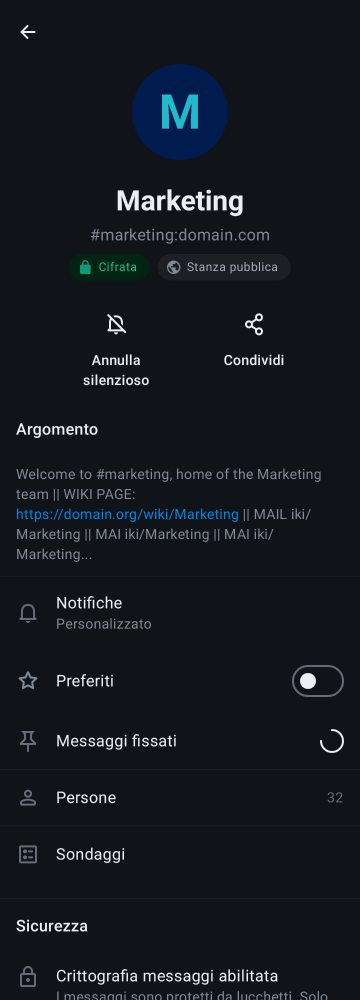 M
Marketing
#marketing:domain.com
Cifrata
Stanza pubblica
Annulla
silenzioso
Condividi
Argomento
Welcome to #marketing, home of the Marketing
team || WIKI PAGE:
https://domain.org/wiki/Marketing || MAIL iki/
Marketing || MAI iki/Marketing || MAI iki/
Marketing...
Notifiche
Personalizzato
Preferiti
Messaggi fissati
Persone
32
Sondaggi
Sicurezza
Crittografia messaggi abilitata
I messaggi sono protetti da lucchetti. Solo